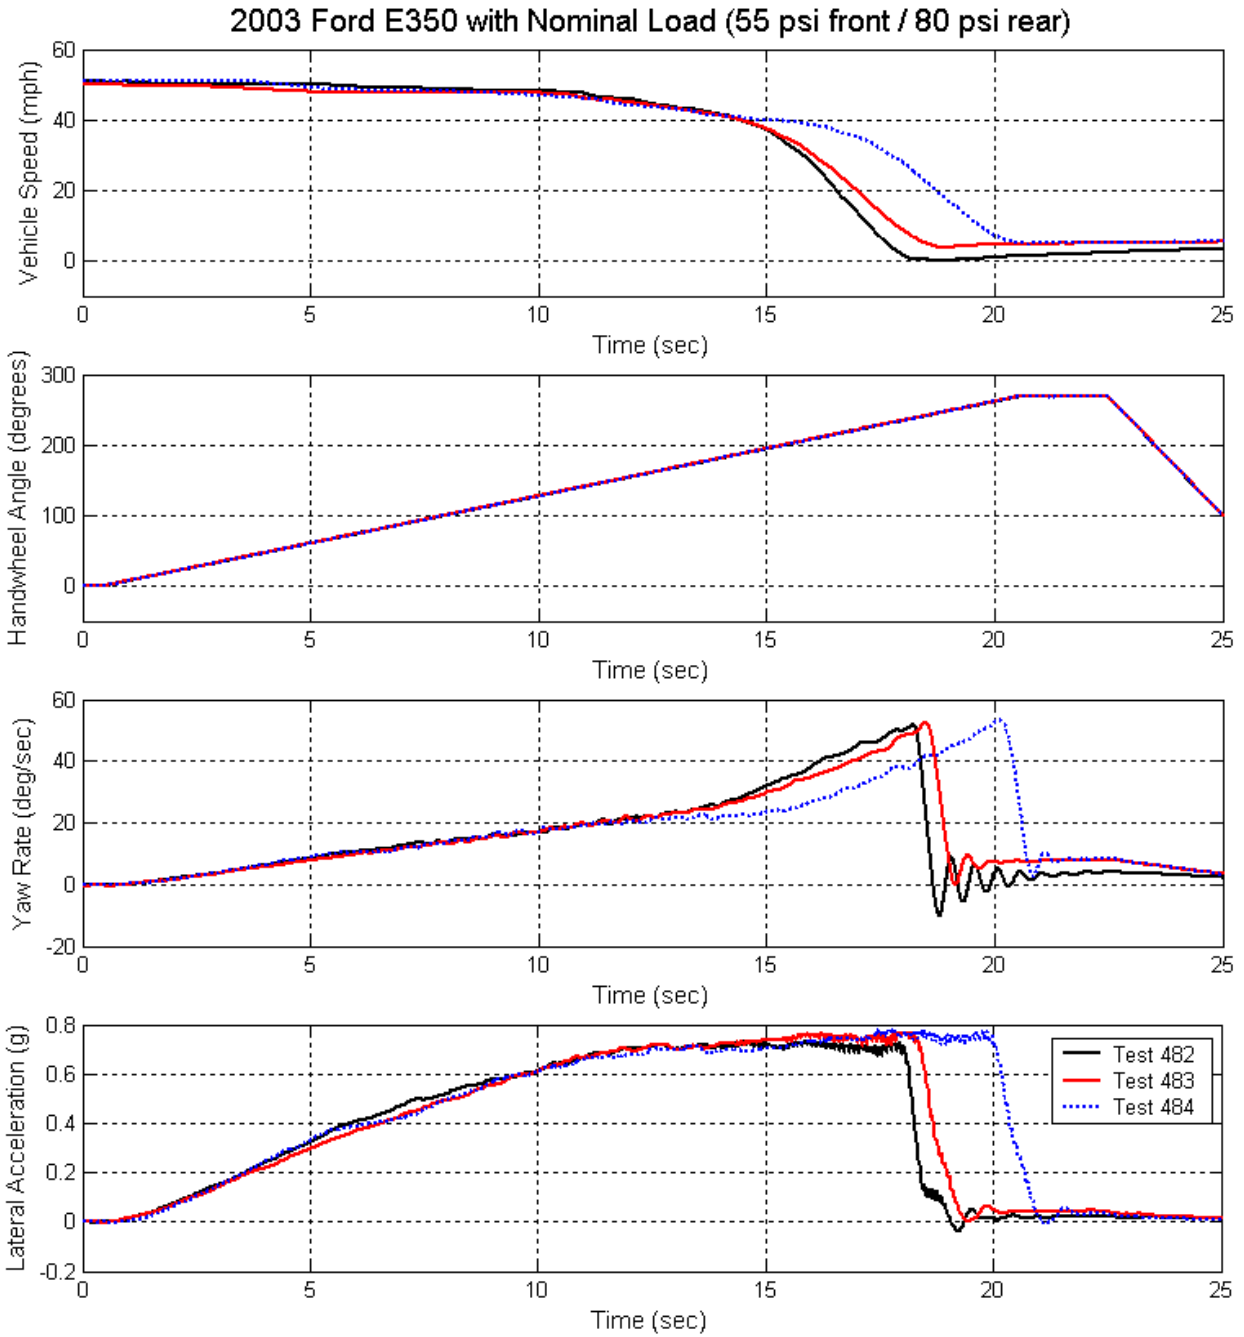 2003 Ford E350 with Nominal Load (55 psi front / 80 psi rear)
Vehicle Speed (mph)
60
40
20
0
0 5 10 15 20 25
Time (sec)
Handwheel Angle (degrees)
300
200
100
0
0 5 10 15 20 25
Time (sec)
Yaw Rate (deg/sec)
60
40
20
0
-20
0 5 10 15 20 25
Time (sec)
Lateral Acceleration (g)
0.8
0.6
0.4
0.2
0
-0.2
Test 482
Test 483
Test 484
0 5 10 15 20 25
Time (sec)